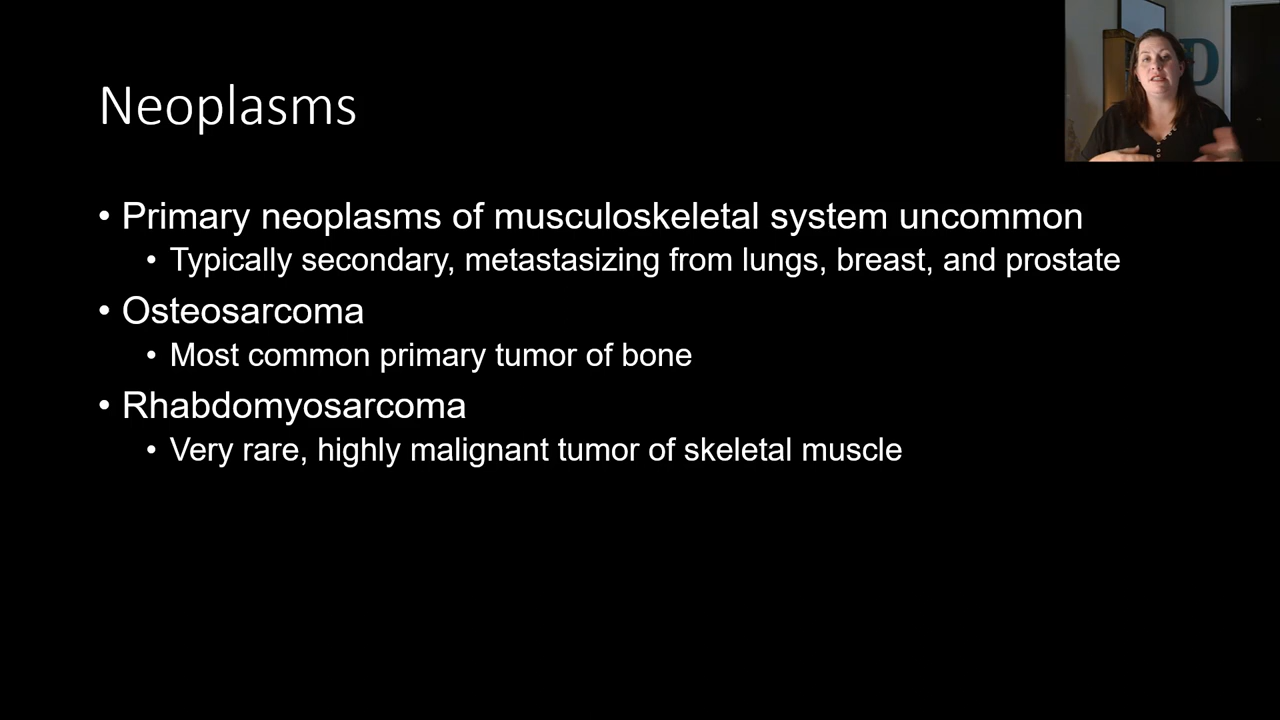 Neoplasms
• Primary neoplasms of musculoskeletal system uncommon
• Typically secondary, metastasizing from lungs, breast, and prostate
• Osteosarcoma
• Most common primary tumor of bone
• Rhabdomyosarcoma
• Very rare, highly malignant tumor of skeletal muscle
D